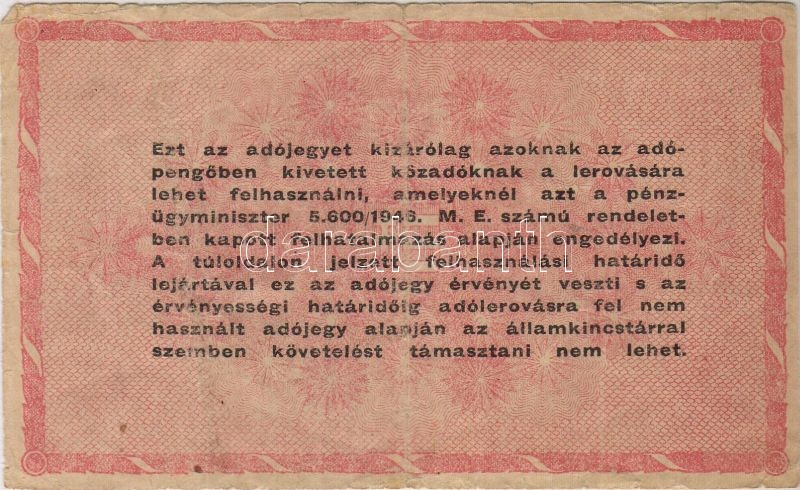 Ezt az adójegyet kizárólag azoknak az adó-
pengőben kivetett közadóknak a lerovására
lehet felhasználni, amelyeknél azt a pénz-
ügyminiszter 5.600/1946. M. E. számú rendelet-
ben kapott felhatalmazás alapján engedélyezi.
darabanth
A túloldalon jelzett felhasználási határidő
lejártával ez az adójegy érvényét veszti s az
érvényességi határidőig adólerovásra fel nem
használt adójegy alapján az államkincstárral
szemben követelést támasztani nem lehet.